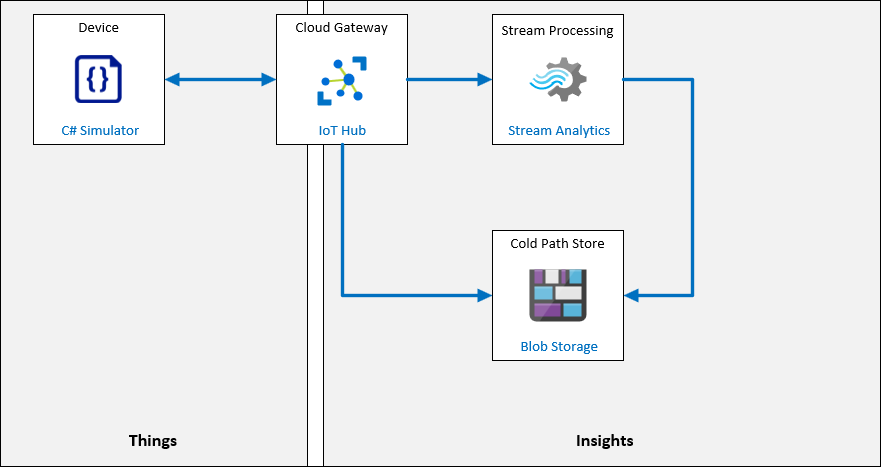 Device
C# Simulator
Cloud Gateway
IoT Hub
Stream Processing
Stream Analytics
Cold Path Store
Blob Storage
Things
Insights